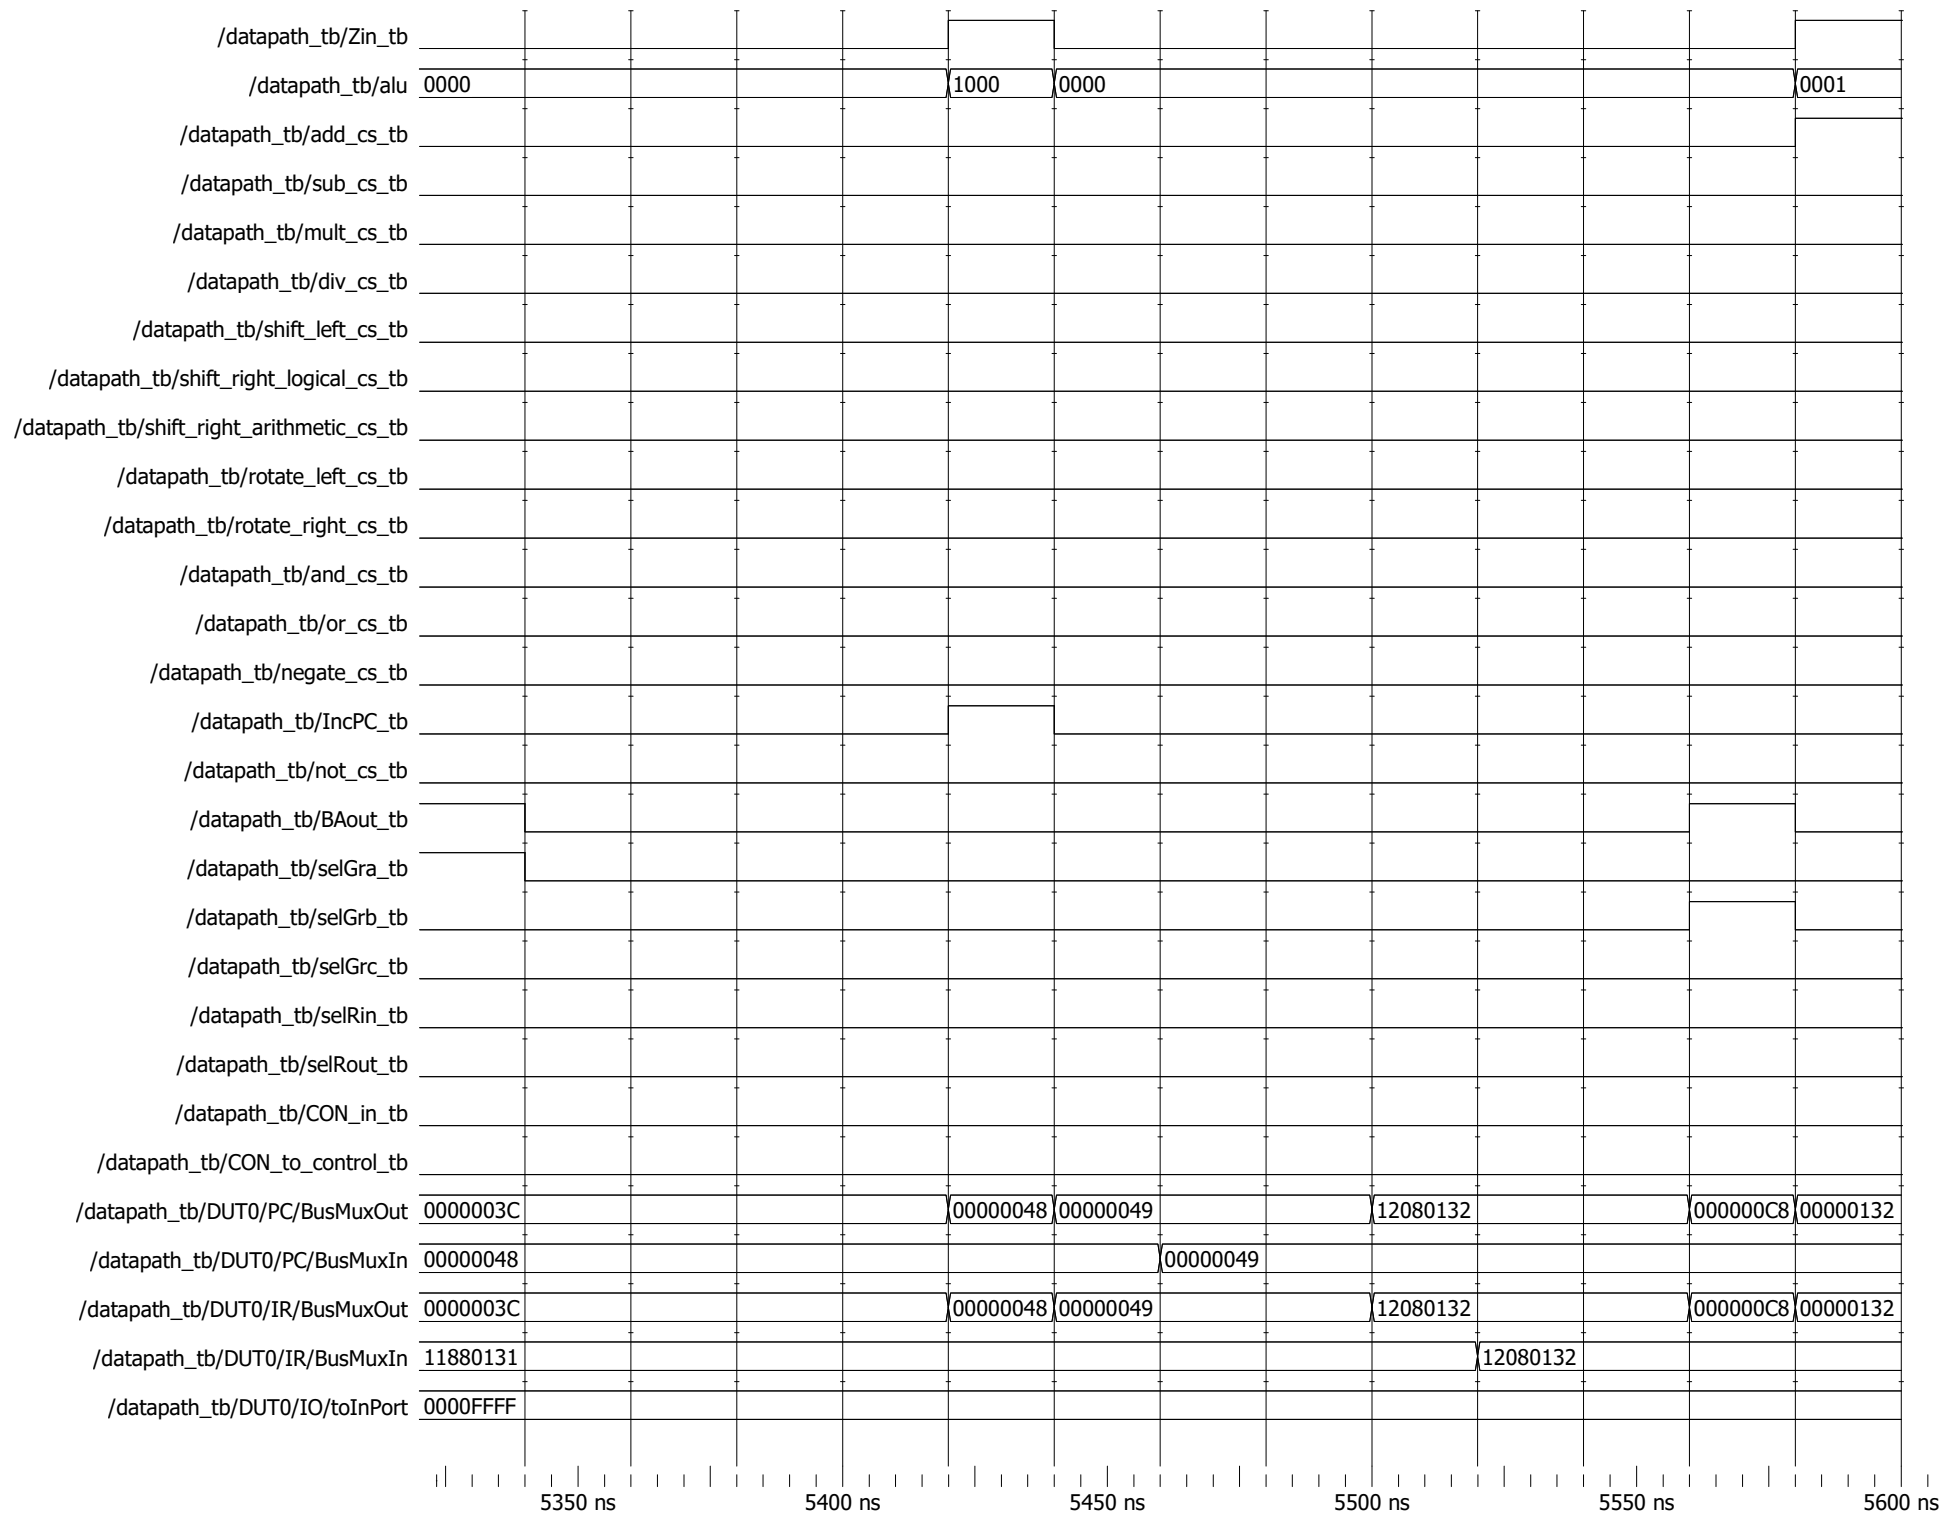 /datapath_tb/Zin_tb
/datapath_tb/alu 0000 1000 0000 0001
/datapath_tb/add_cs_tb
/datapath_tb/sub_cs_tb
/datapath_tb/mult_cs_tb
/datapath_tb/div_cs_tb
/datapath_tb/shift_left_cs_tb
/datapath_tb/shift_right_logical_cs_tb
/datapath_tb/shift_right_arithmetic_cs_tb
/datapath_tb/rotate_left_cs_tb
/datapath_tb/rotate_right_cs_tb
/datapath_tb/and_cs_tb
/datapath_tb/or_cs_tb
/datapath_tb/negate_cs_tb
/datapath_tb/IncPC_tb
/datapath_tb/not_cs_tb
/datapath_tb/BAout_tb
/datapath_tb/selGra_tb
/datapath_tb/selGrb_tb
/datapath_tb/selGrc_tb
/datapath_tb/selRin_tb
/datapath_tb/selRout_tb
/datapath_tb/CON_in_tb
/datapath_tb/CON_to_control_tb
/datapath_tb/DUT0/PC/BusMuxOut 0000003C 00000048 00000049 12080132 000000C8 00000132
/datapath_tb/DUT0/PC/BusMuxIn 00000048 00000049
/datapath_tb/DUT0/IR/BusMuxOut 0000003C 00000048 00000049 12080132 000000C8 00000132
/datapath_tb/DUT0/IR/BusMuxIn 11880131 12080132
/datapath_tb/DUT0/IO/toInPort 0000FFFF
5350 ns 5400 ns 5450 ns 5500 ns 5550 ns 5600 ns